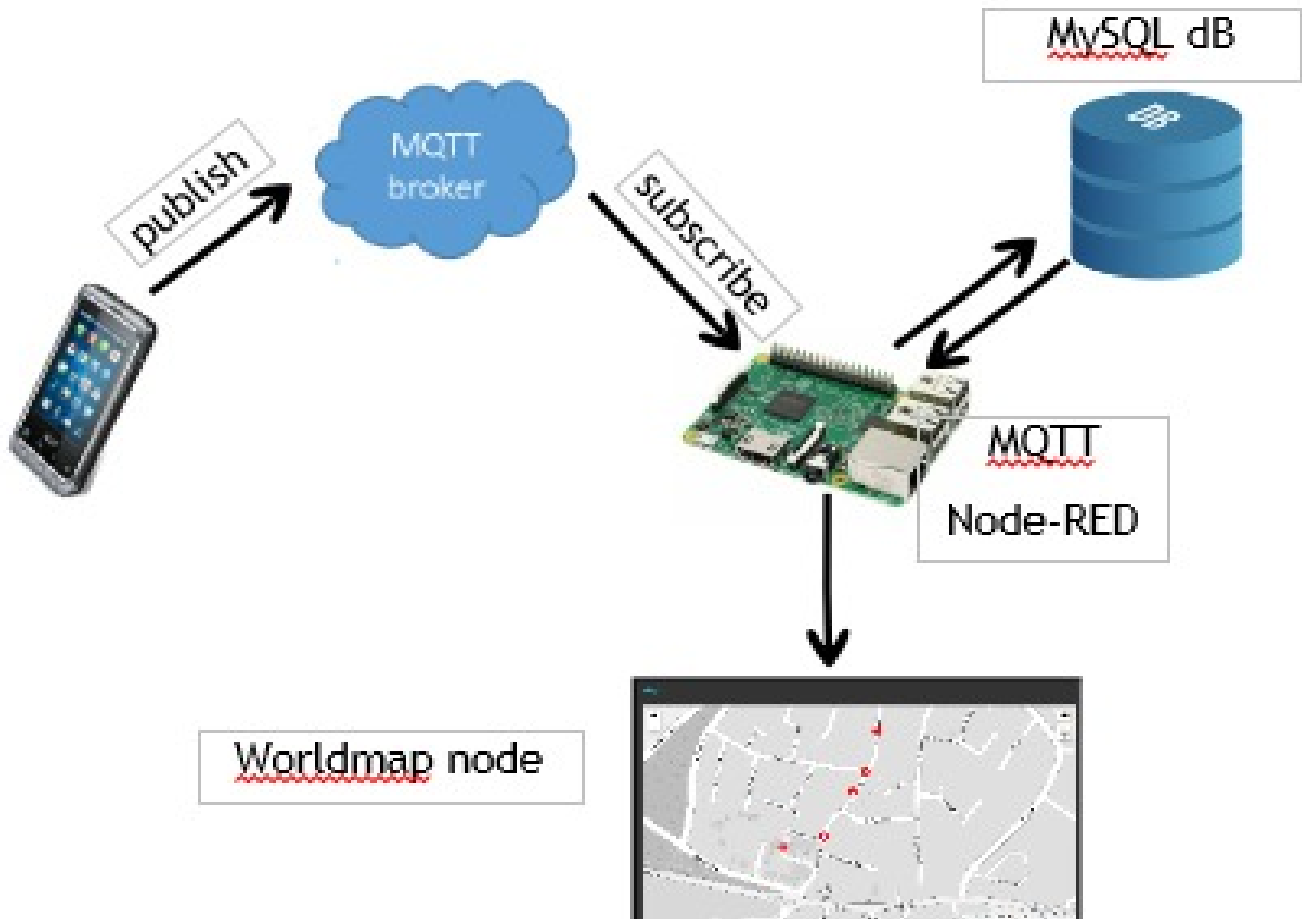 MySQL dB
MQTT
broker
publish
subscribe
MQTT
Node-RED
Worldmap node